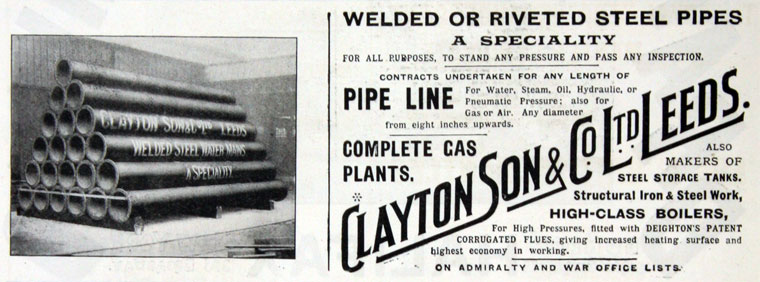 CLAYTON SON & Co LTD LEEDS
WELDED STEEL WATER MAINS
A SPECIALITY
WELDED OR RIVETED STEEL PIPES
A SPECIALITY
FOR ALL PURPOSES, TO STAND ANY PRESSURE AND PASS ANY INSPECTION.
CONTRACTS UNDERTAKEN FOR ANY LENGTH OF
PIPE LINE
For Water, Steam, Oil, Hydraulic, or
Pneumatic Pressure; also for
Gas or Air. Any diameter
from eight inches upwards.
COMPLETE GAS
PLANTS.
CLAYTON SON & CO LTD LEEDS.
ALSO
MAKERS OF
STEEL STORAGE TANKS.
Structural Iron & Steel Work,
HIGH-CLASS BOILERS,
For High Pressures, fitted with DEIGHTON'S PATENT
CORRUGATED FLUES, giving increased heating surface and
highest economy in working.
ON ADMIRALTY AND WAR OFFICE LISTS.